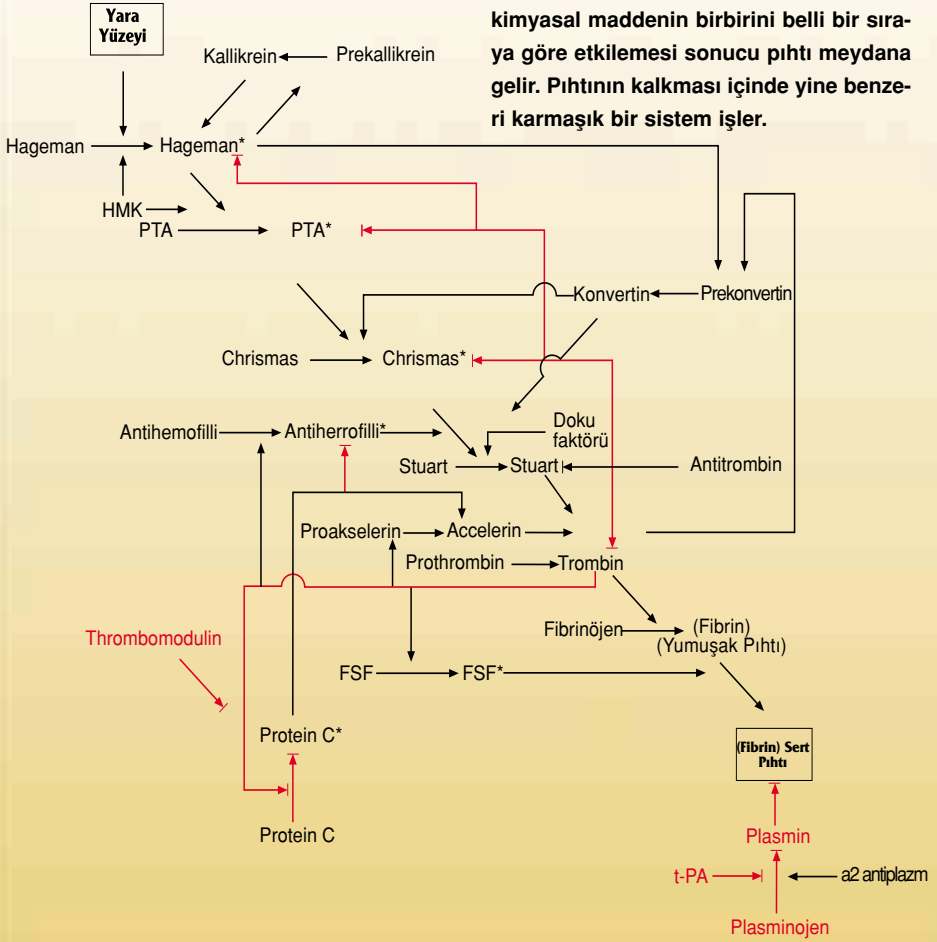 kimyasal maddenin birbirini belli bir sıra-
ya göre etkilemesi sonucu pıhtı meydana
gelir. Pıhtının kalkması içinde yine benze-
ri karmaşık bir sistem işler.
Yara
Yüzeyi
Kallikrein
Prekallikrein
Hageman
Hageman*
HMK
PTA
PTA*
Konvertin
Prekonvertin
Chrismas
Chrismas*
Antihemofilli
Antiherrofilli*
Doku
faktörü
Stuart
Stuart
Antitrombin
Proakselerin
Accelerin
Prothrombin
Trombin
Thrombomodulin
Fibrinöjen
(Fibrin)
(Yumuşak Pıhtı)
FSF
FSF*
Protein C*
(Fibrin) Sert
Pıhtı
Protein C
Plasmin
t-PA
a2 antiplazm
Plasminojen